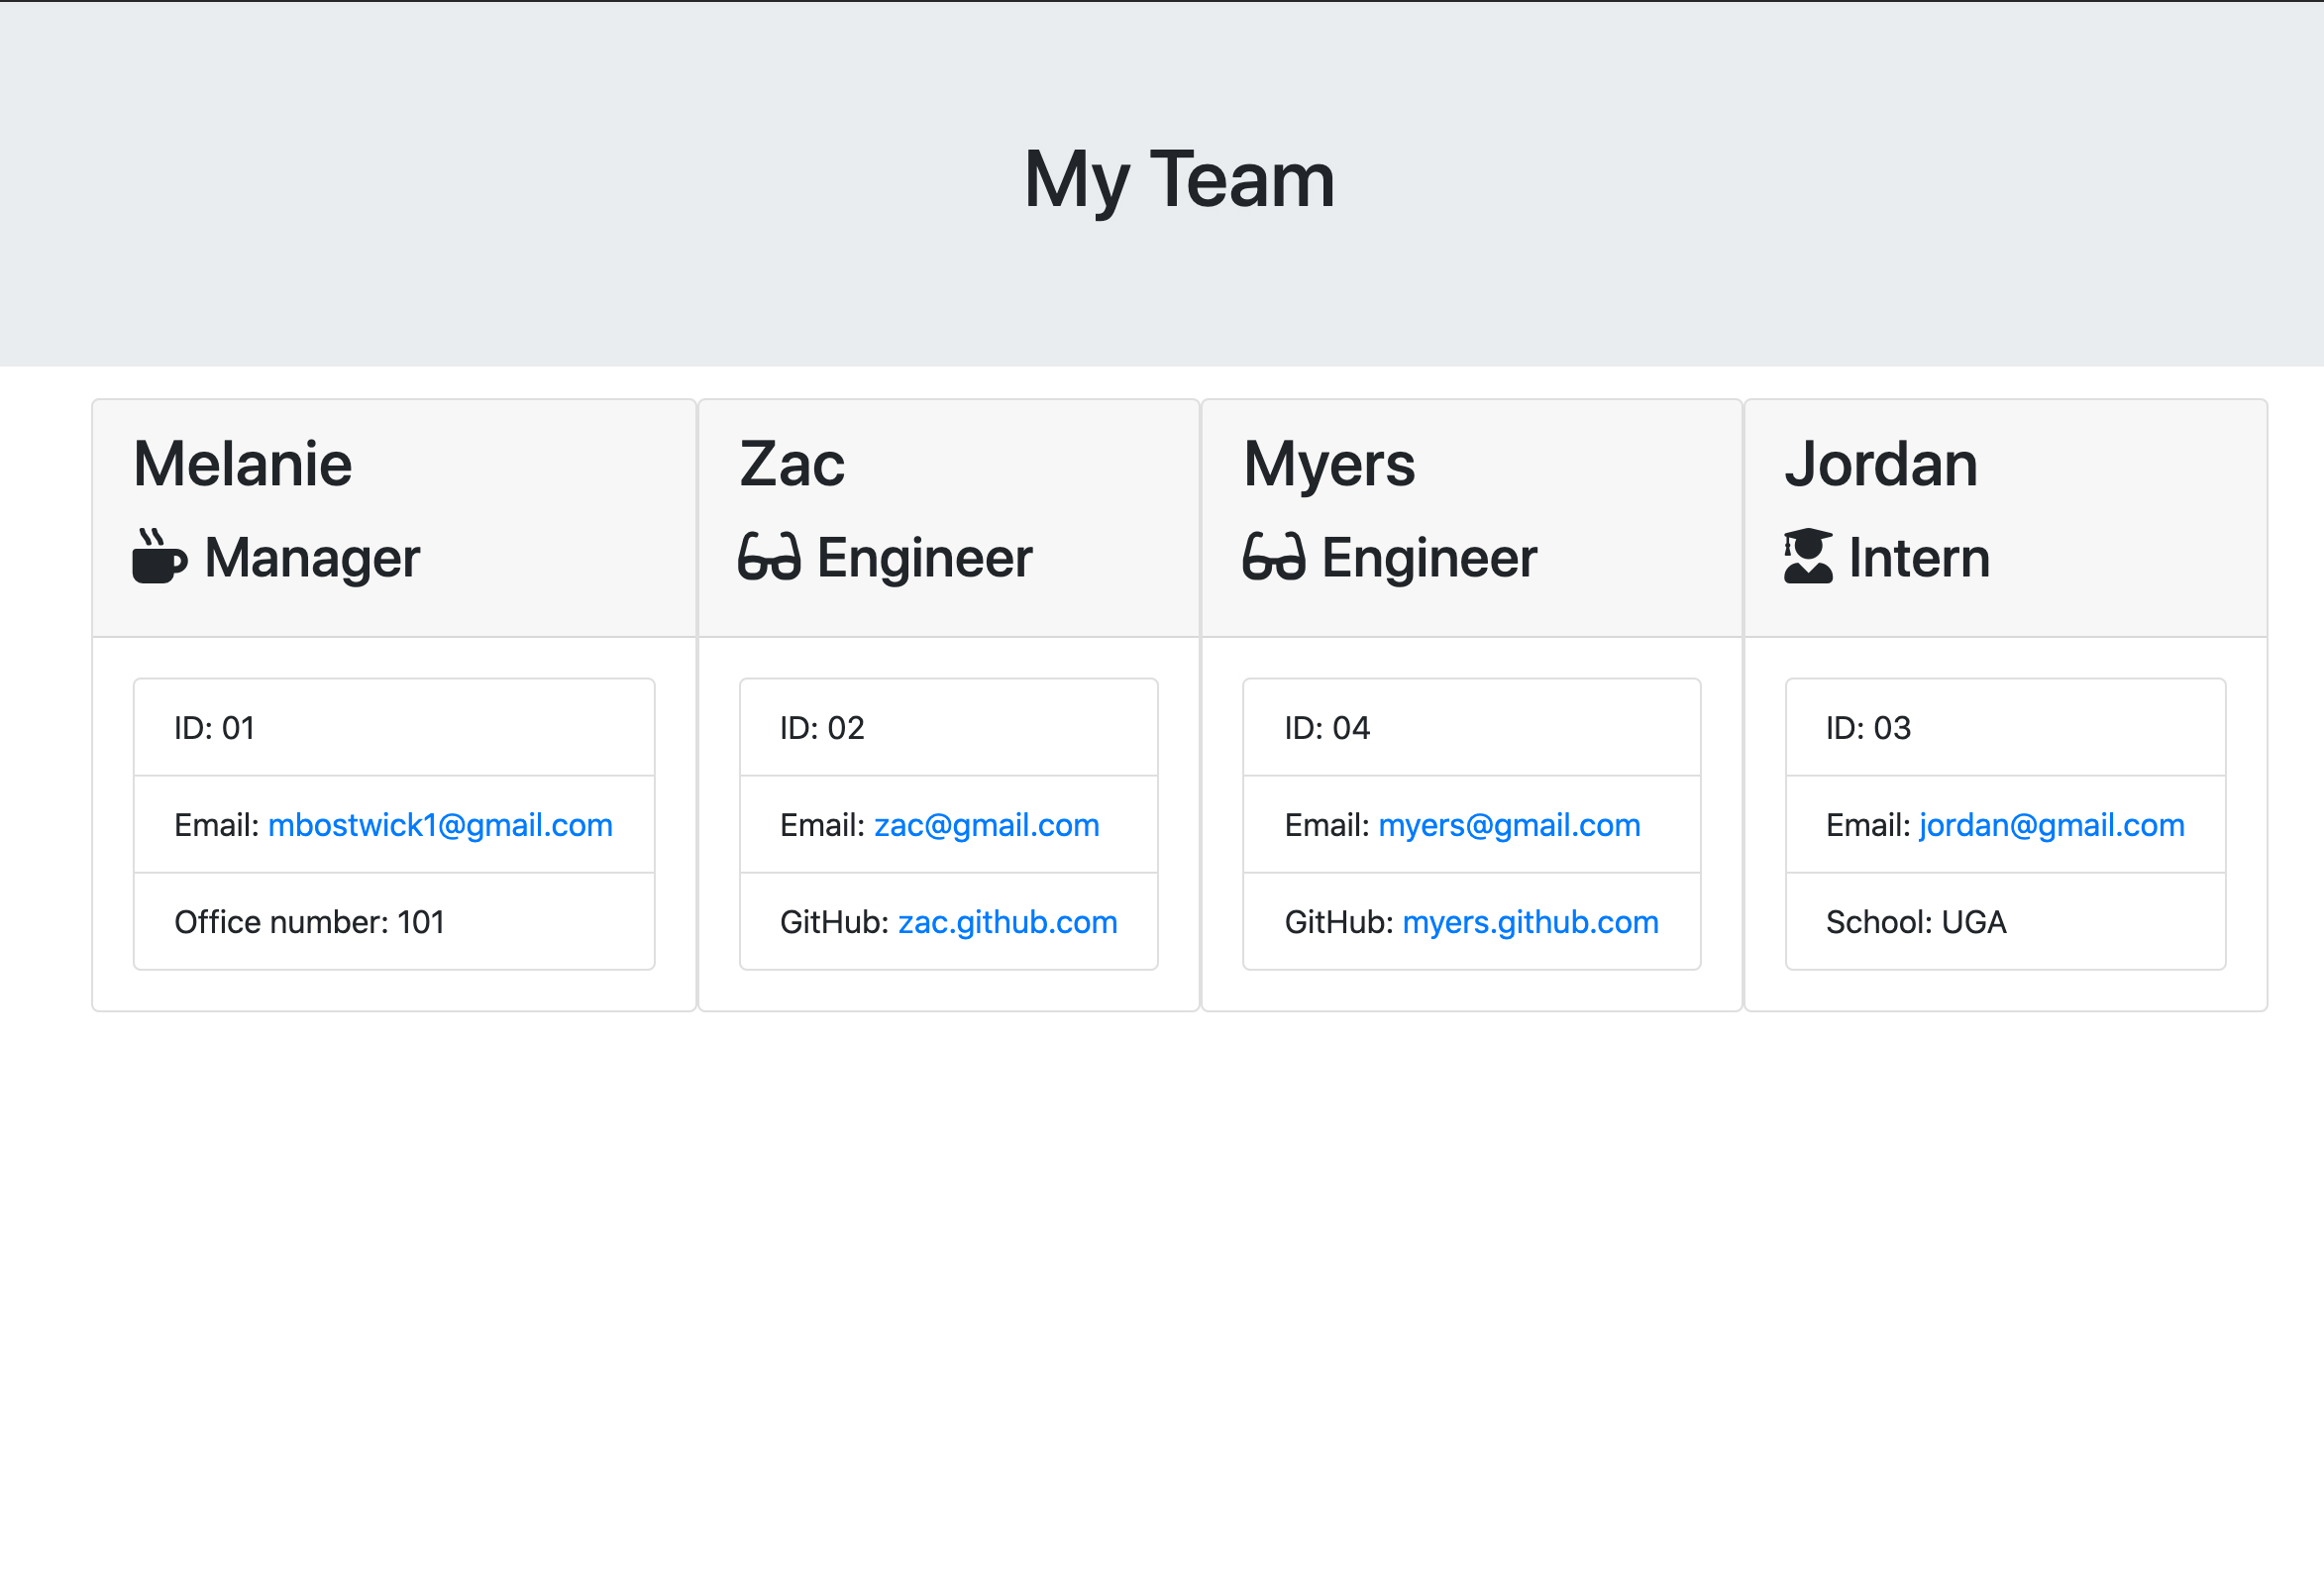 My Team
Melanie
Manager
ID: 01
Email: mbostwick1@gmail.com
Office number: 101
Zac
Engineer
ID: 02
Email: zac@gmail.com
GitHub: zac.github.com
Myers
Engineer
ID: 04
Email: myers@gmail.com
GitHub: myers.github.com
Jordan
Intern
ID: 03
Email: jordan@gmail.com
School: UGA